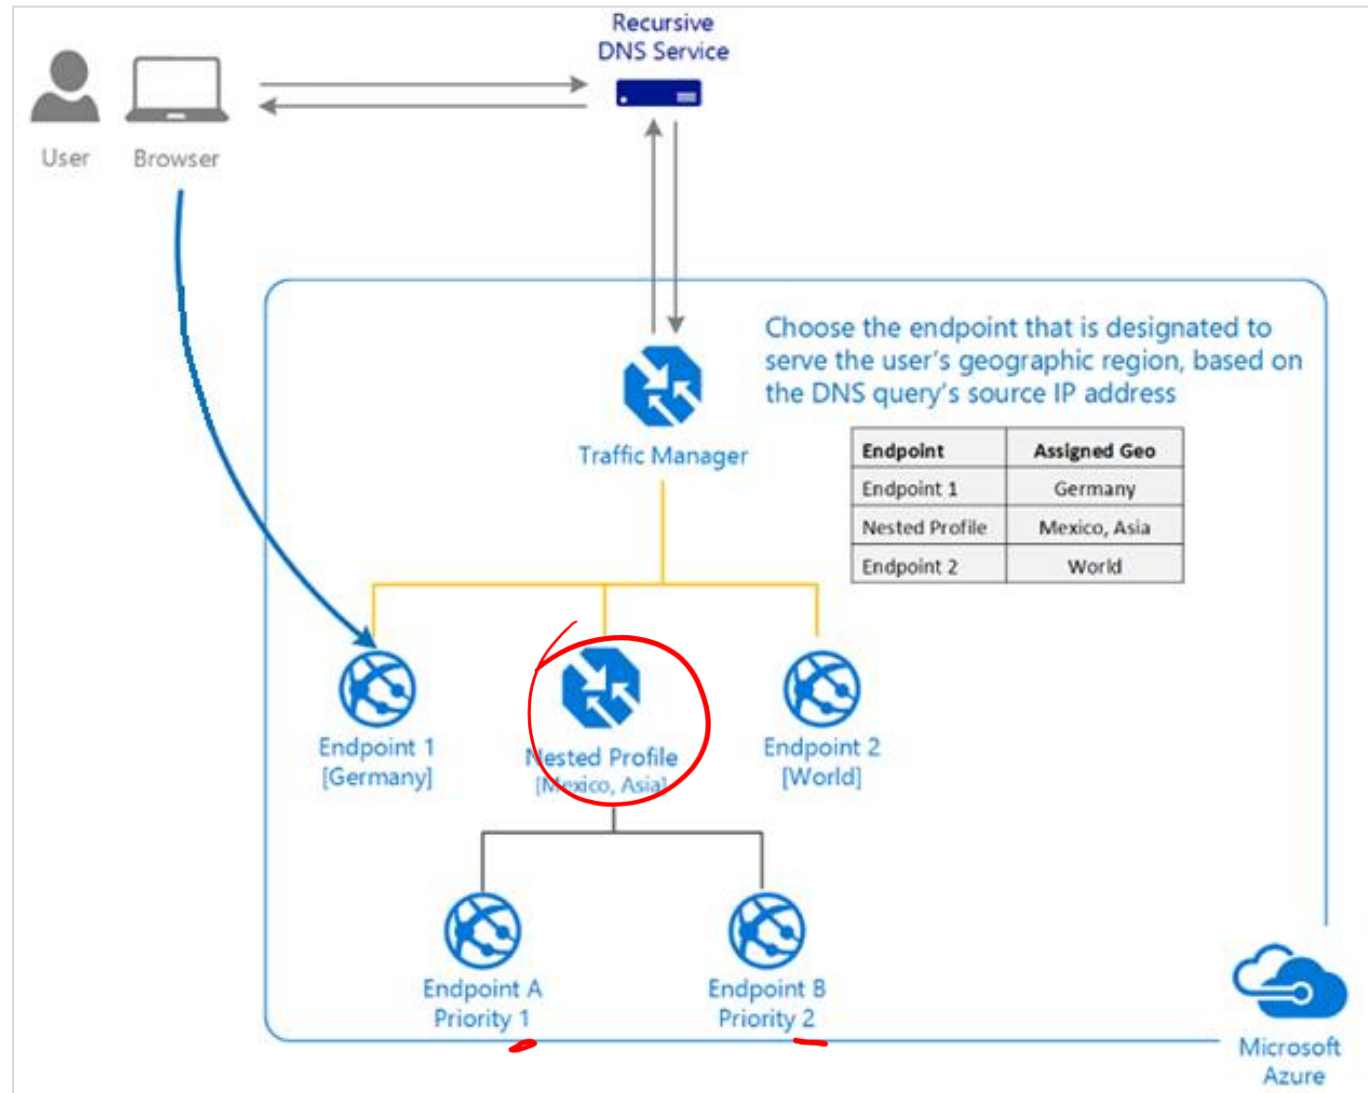 Recursive
DNS Service
User
Browser
Choose the endpoint that is designated to
serve the user's geographic region, based on
the DNS query's source IP address
Traffic Manager
Endpoint Assigned Geo
Endpoint 1 Germany
Nested Profile Mexico, Asia
Endpoint 2 World
Endpoint 1
[Germany]
Nested Profile
[Mexico, Asia]
Endpoint 2
[World]
Endpoint A
Priority 1
Endpoint B
Priority 2
Microsoft
Azure